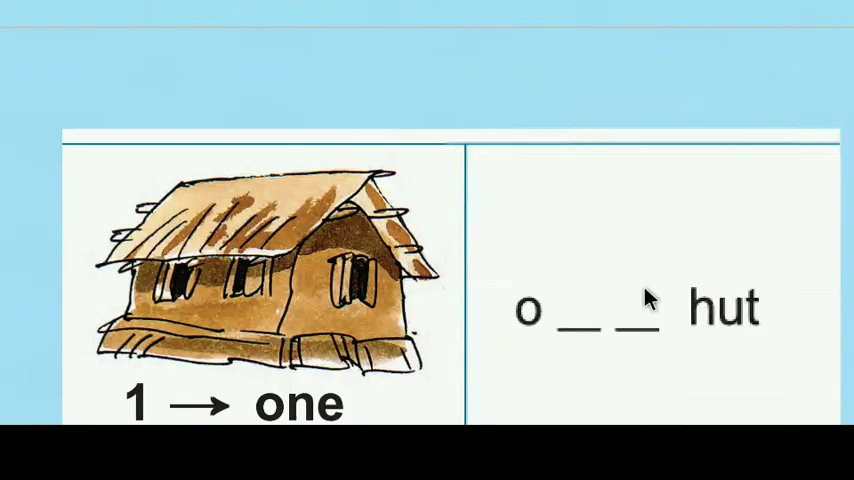 o __ __ hut
1 → one